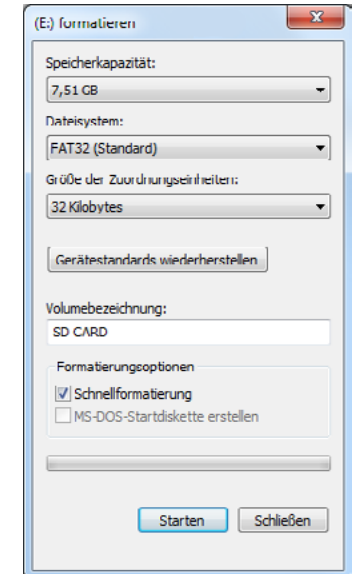 (E:) formatieren
Speicherkapazität:
7,51 GB
Dateisystem:
FAT32 (Standard)
Größe der Zuordnungseinheiten:
32 Kilobytes
Gerätestandards wiederherstellen
Volumebezeichnung:
SD CARD
Formatierungsoptionen
Schnellformatierung
MS-DOS-Startdiskette erstellen
Starten Schließen